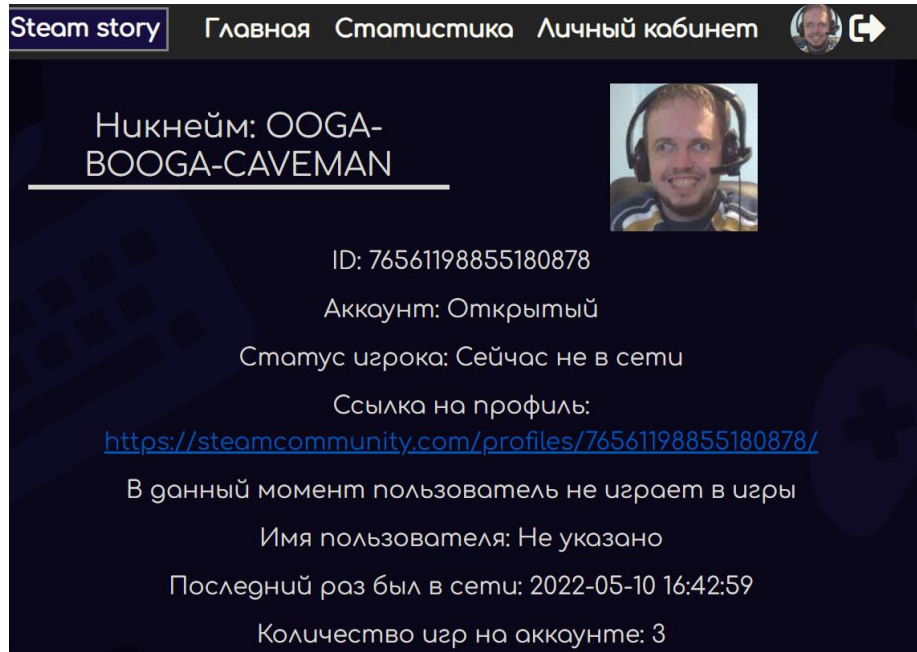 Steam story Главная Статистика Личный кабинет
Никнейм: OOGA-
BOOGA-CAVEMAN
ID: 76561198855180878
Аккаунт: Открытый
Статус игрока: Сейчас не в сети
Ссылка на профиль:
https://steamcommunity.com/profiles/76561198855180878/
В данный момент пользователь не играет в игры
Имя пользователя: Не указано
Последний раз был в сети: 2022-05-10 16:42:59
Количество игр на аккаунте: 3